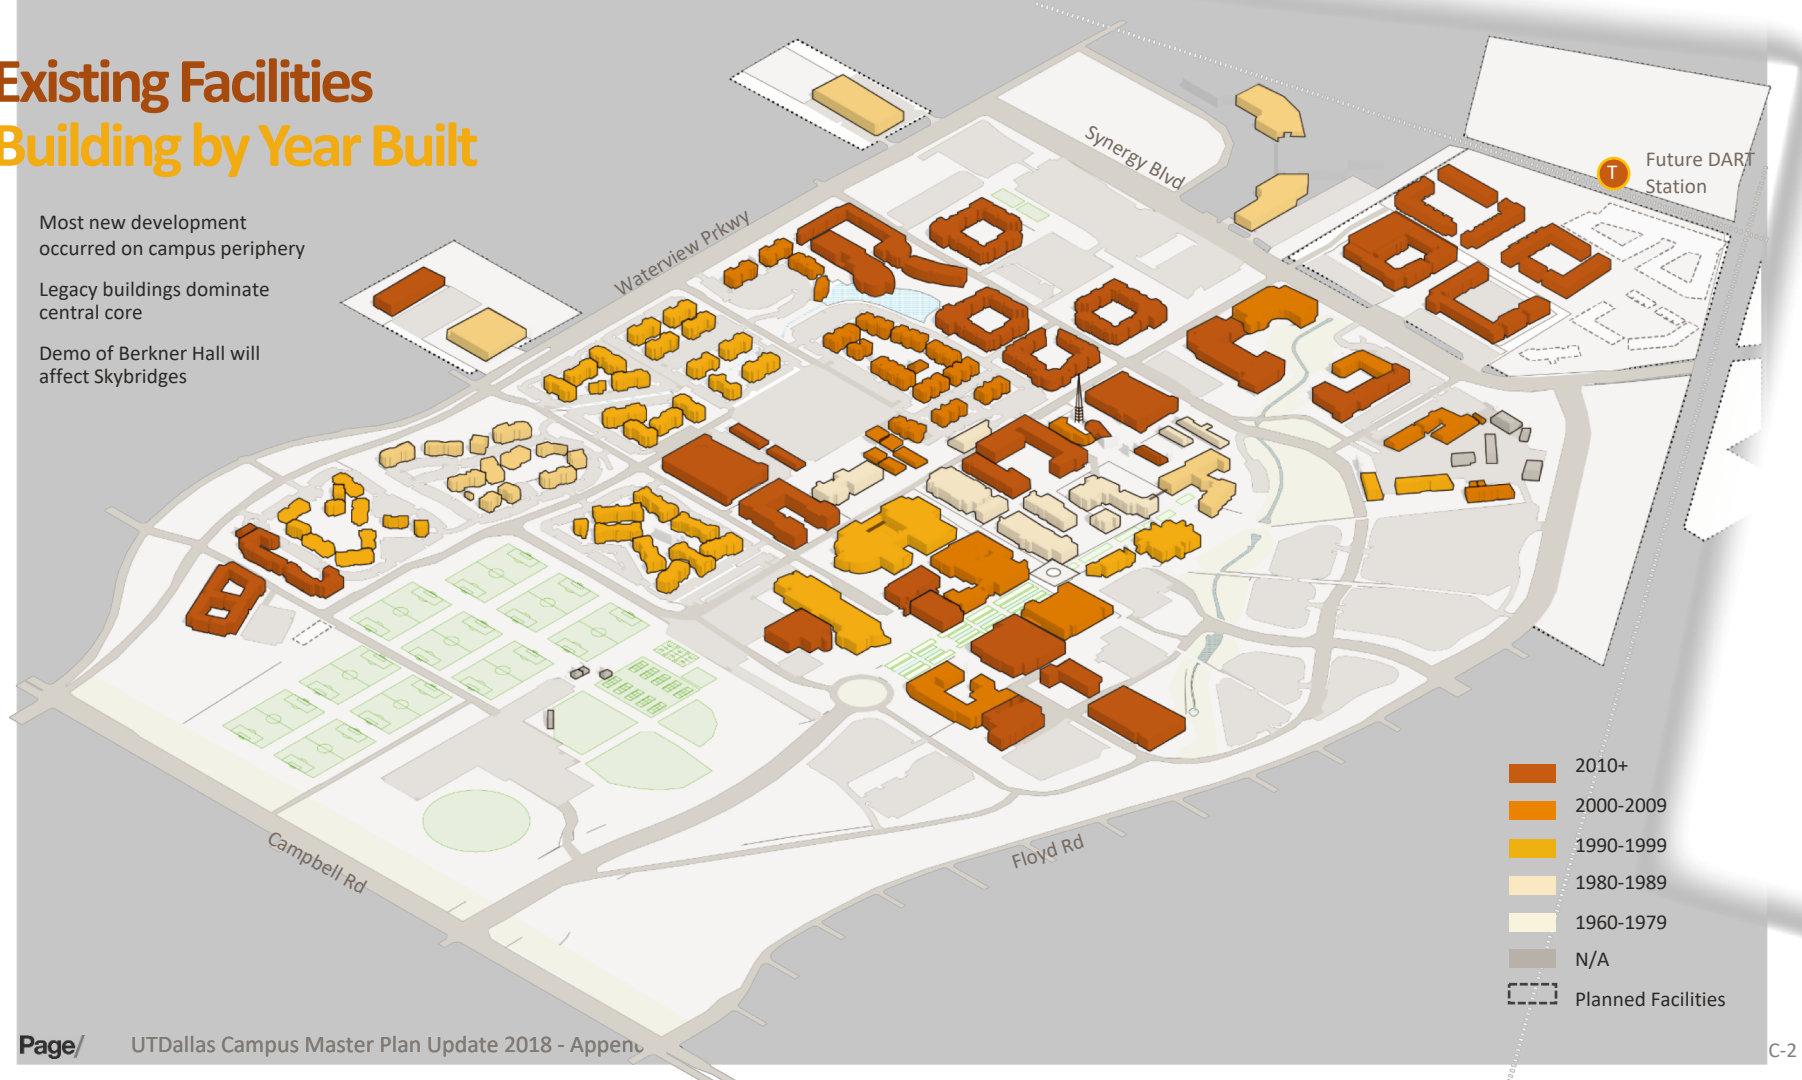 Existing Facilities
Building by Year Built
Most new development
occurred on campus periphery
Legacy buildings dominate
central core
Demo of Berkner Hall will
affect Skybridges
Synergy Blvd
Waterview Prkwy
T
Future DART
Station
Campbell Rd
Floyd Rd
2010+
2000-2009
1990-1999
1980-1989
1960-1979
N/A
Planned Facilities
Page/
UTDallas Campus Master Plan Update 2018 - Appen
C-2